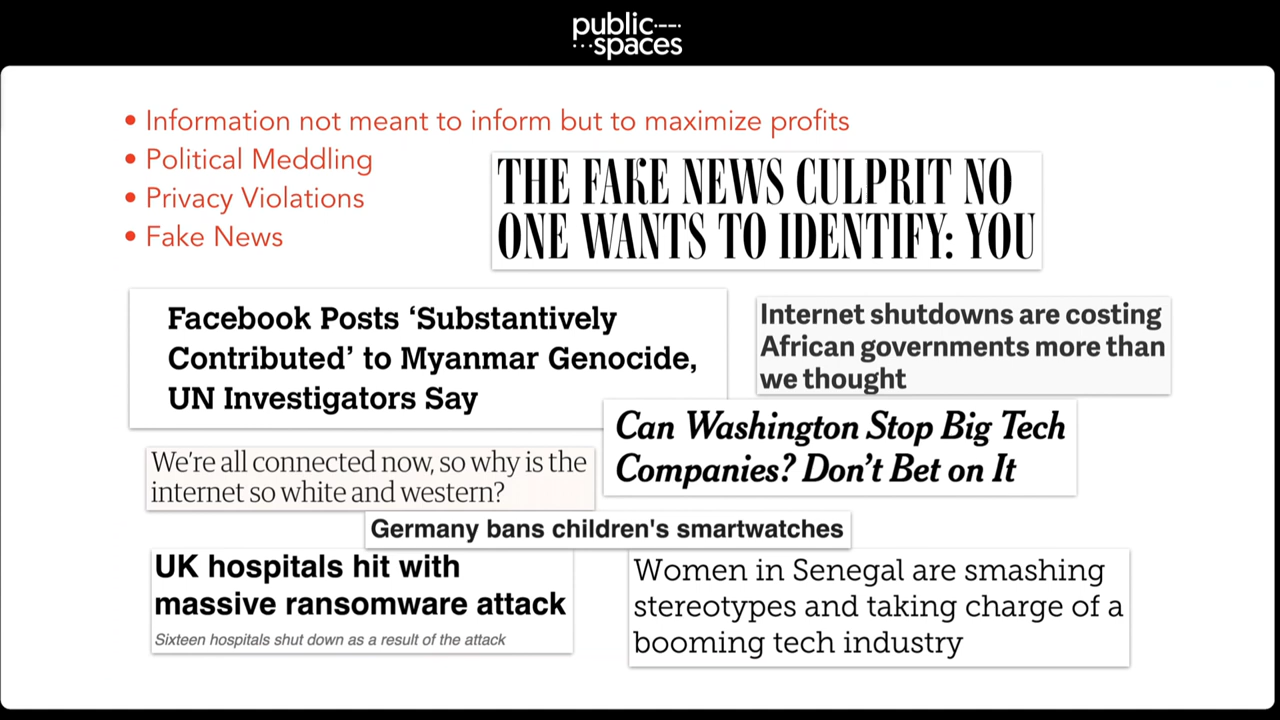 public
spaces
• Information not meant to inform but to maximize profits
• Political Meddling
• Privacy Violations
• Fake News
THE FAKE NEWS CULPRIT NO
ONE WANTS TO IDENTIFY: YOU
Facebook Posts ‘Substantively
Contributed’ to Myanmar Genocide,
UN Investigators Say
Internet shutdowns are costing
African governments more than
we thought
Can Washington Stop Big Tech
Companies? Don’t Bet on It
We’re all connected now, so why is the
internet so white and western?
Germany bans children's smartwatches
UK hospitals hit with
massive ransomware attack
Sixteen hospitals shut down as a result of the attack
Women in Senegal are smashing
stereotypes and taking charge of a
booming tech industry